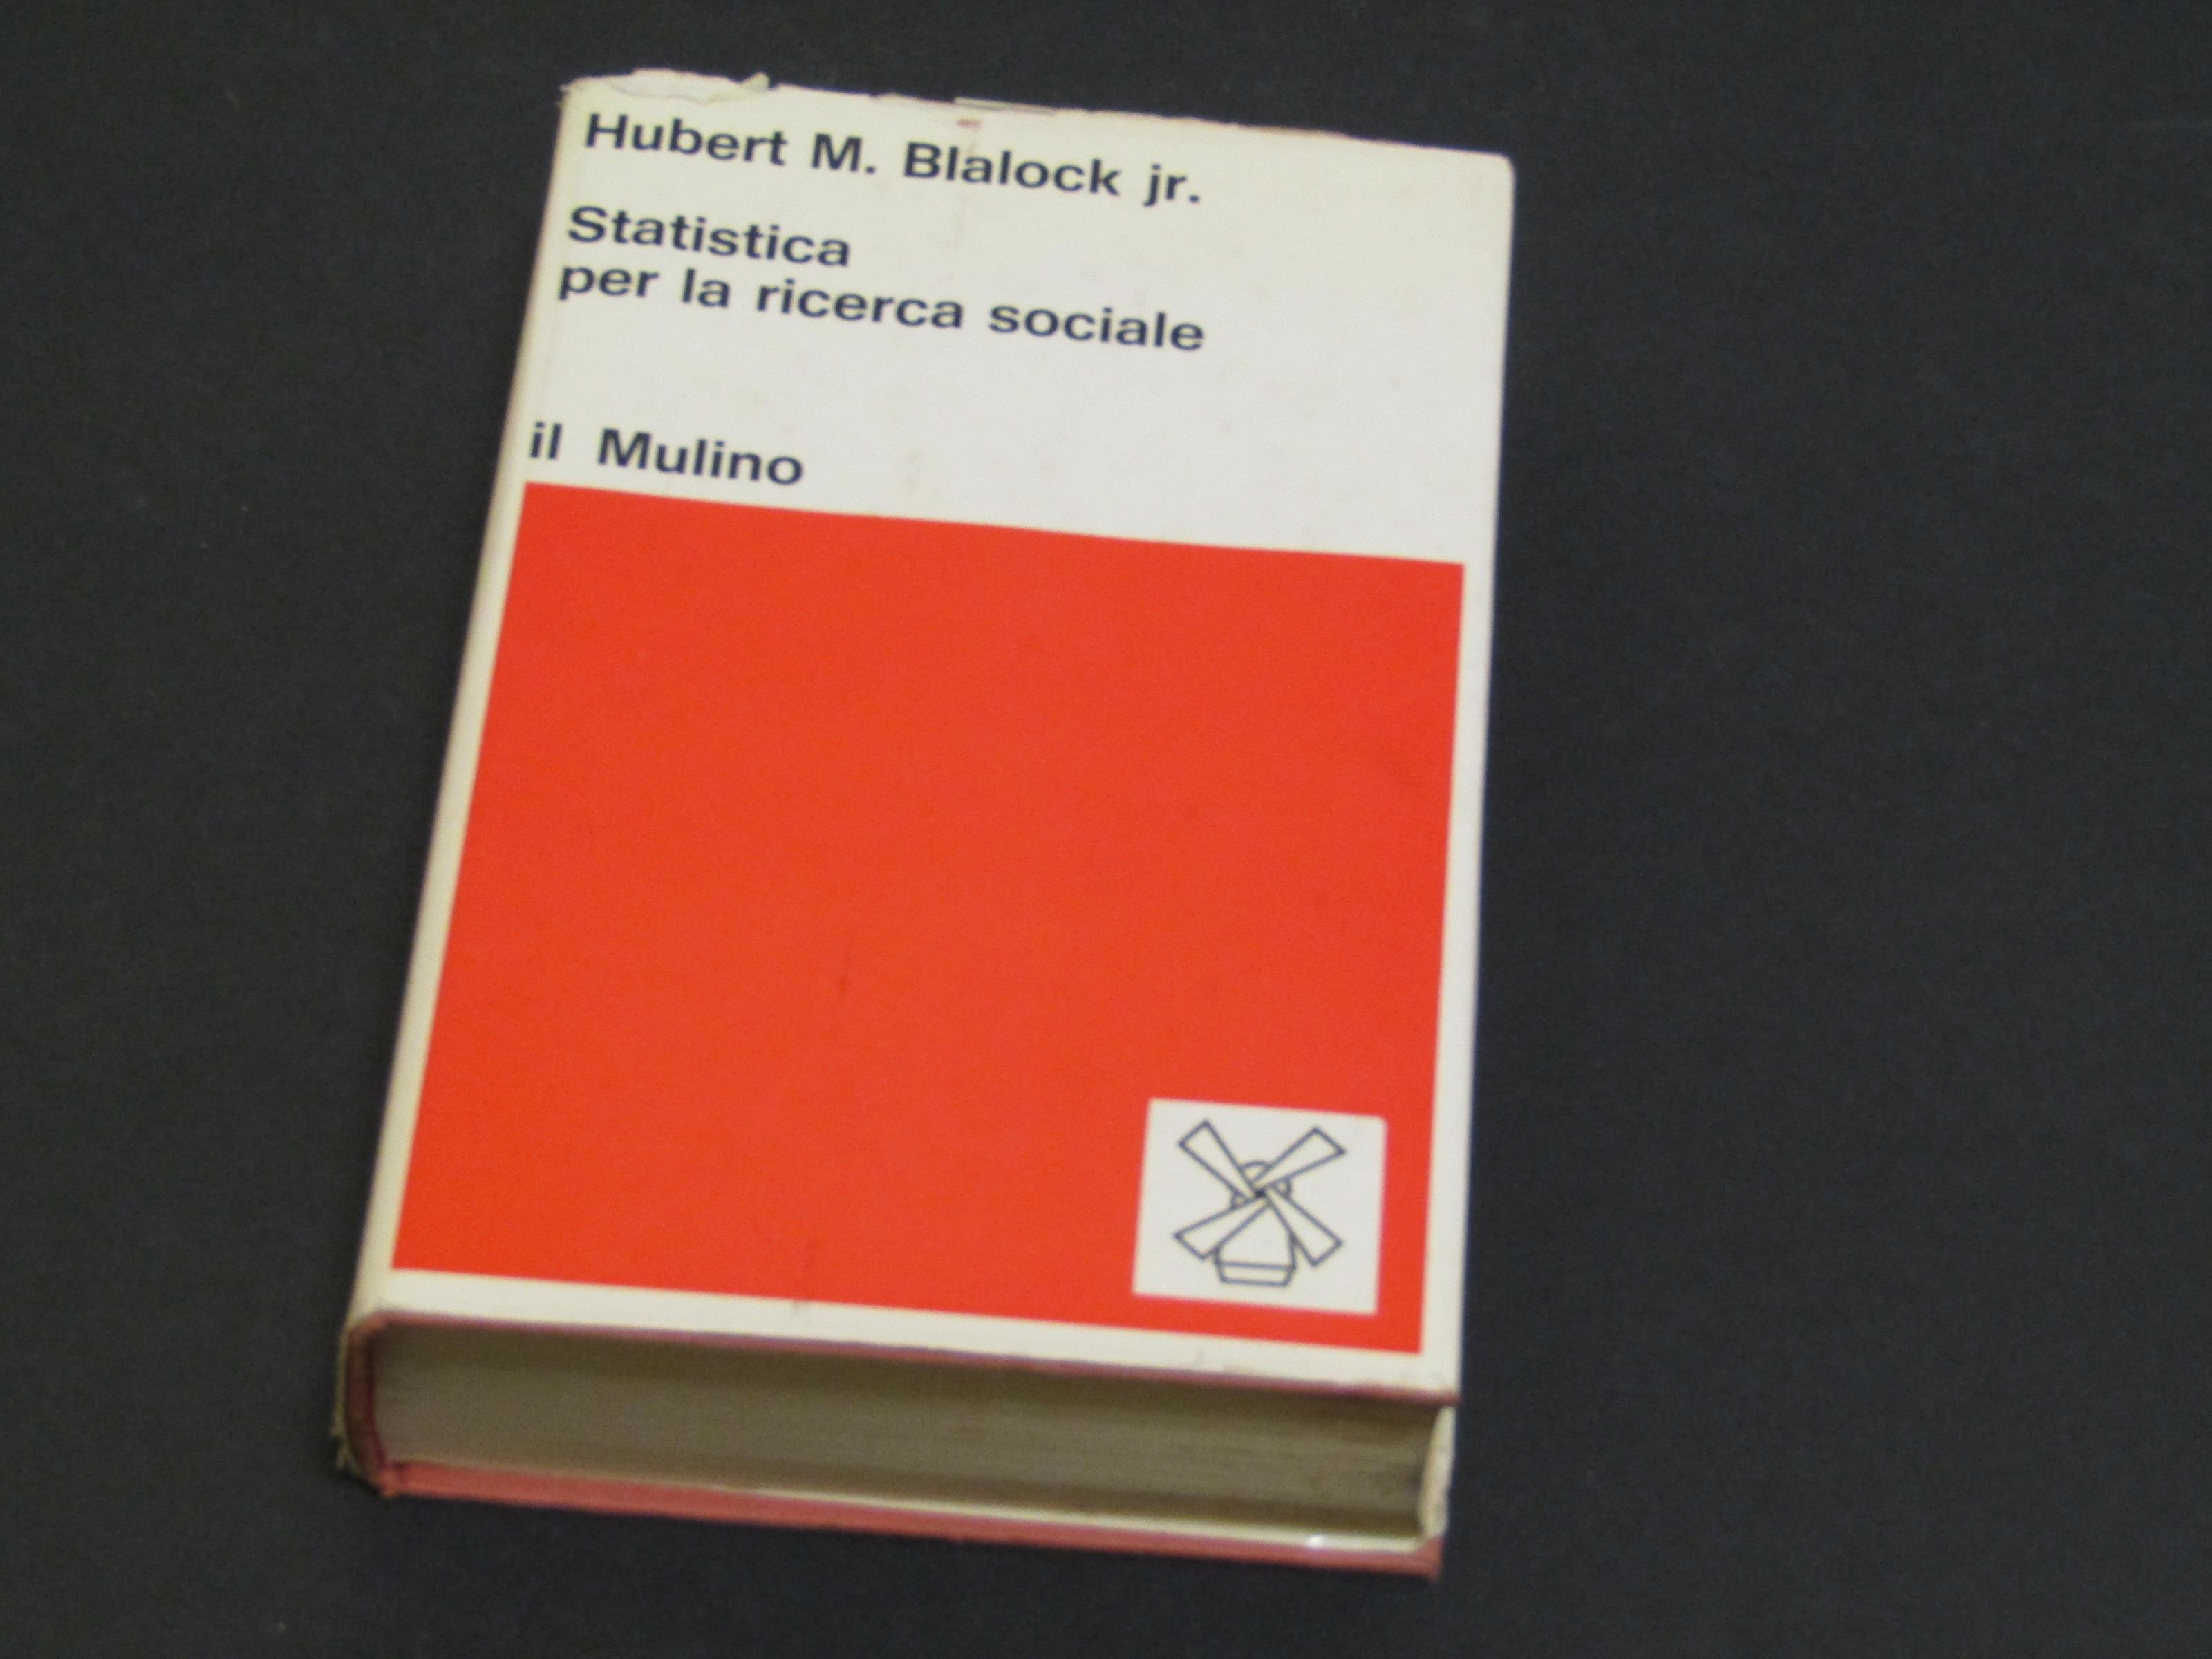 Hubert M. Blalock jr.
Statistica
per la ricerca sociale
il Mulino